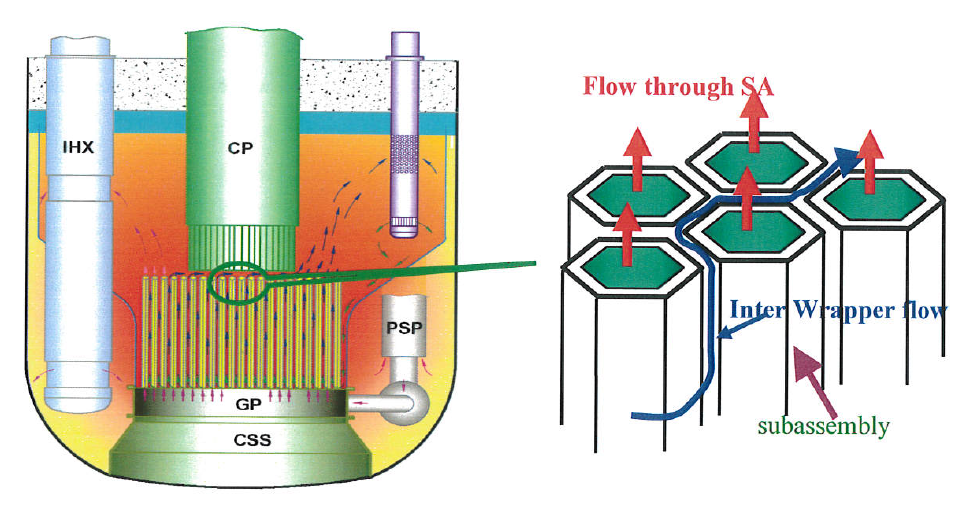 IHX
CP
PSP
GP
CSS
Flow through SA
Inter Wrapper flow
subassembly